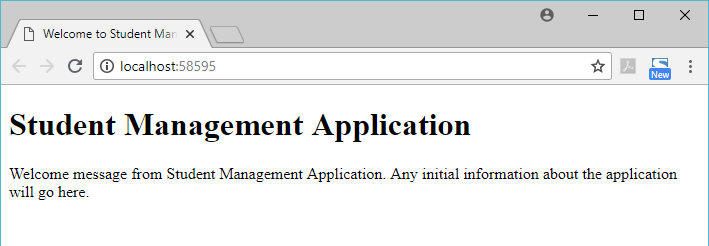 Welcome to Student Man
localhost:58595
New
Student Management Application
Welcome message from Student Management Application. Any initial information about the application
will go here.